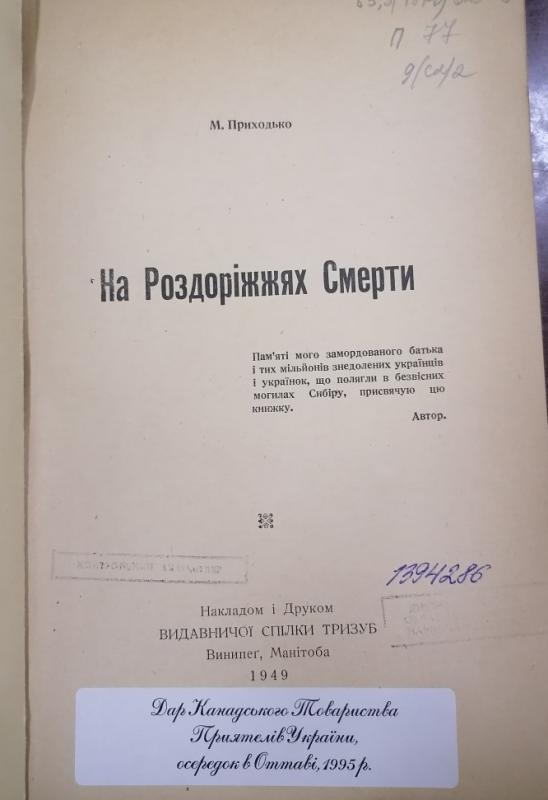 П 77
М. Приходько
На Роздоріжжях Смерти
Пам'яті мого замордованого батька
і тих мільйонів знедолених українців
і українок, що полягли в безвісних
могилах Сибіру, присвячую цю
книжку.
Автор.
1394286
Накладом і Друком
ВИДАВНИЧОЇ СПІЛКИ ТРИЗУБ
Винипеґ, Манітоба
1949
Дар Канадського Товариства
Приятелів України,
осередок в Оттаві, 1995 р.